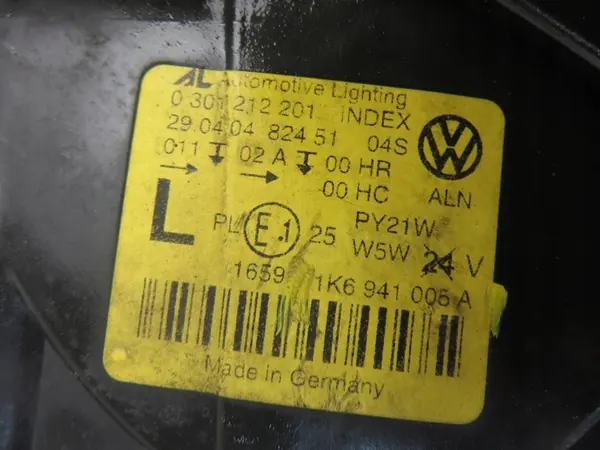 AL Automotive Lighting
0 301 212 201 INDEX
29.04.04 824 51 04S
011 02 A 00 HR
00 HC
VW
ALN
L PL E1 25 PY21W
W5W 24 V
1659 1K6 941 005 A
Made in Germany